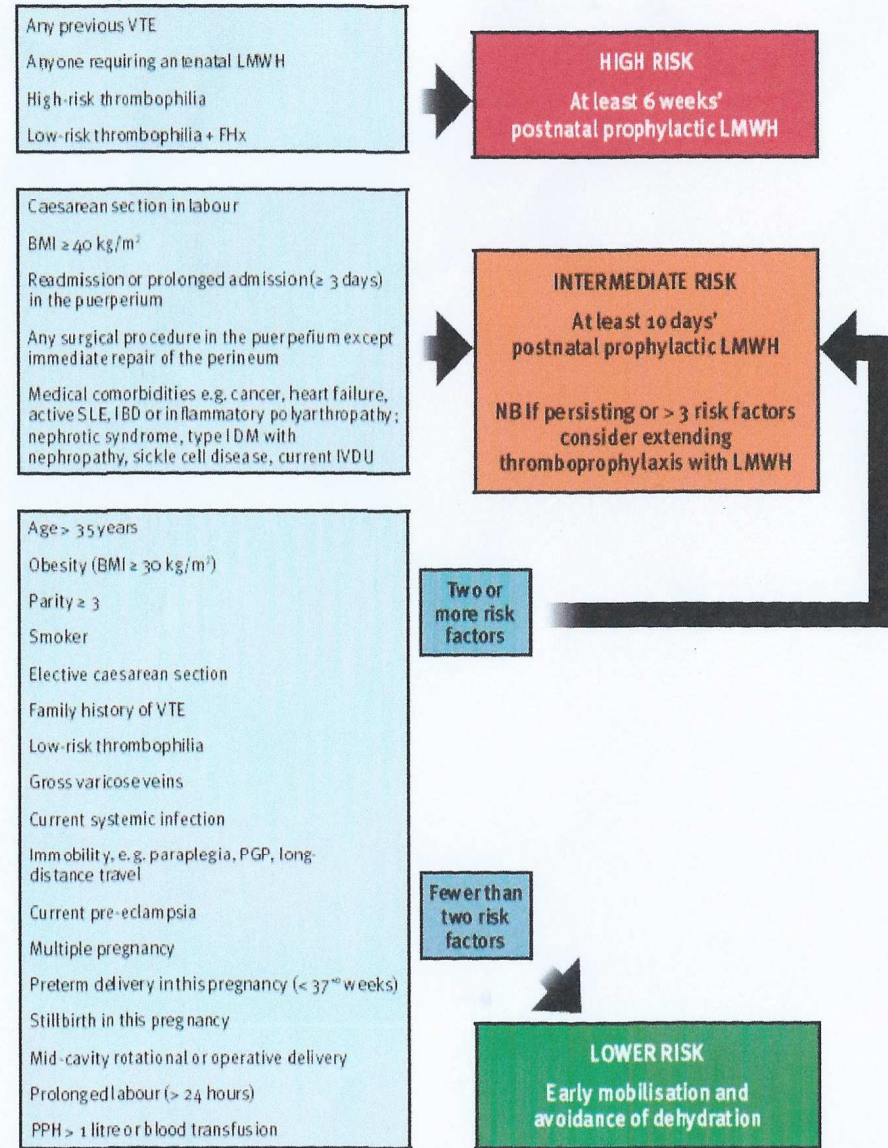 Any previous VTE
Anyone requiring antenatal LMWH
High-risk thrombophilia
Low-risk thrombophilia + FHx
HIGH RISK
At least 6 weeks'
postnatal prophylactic LMWH
Caesarean section in labour
BMI ≥ 40 kg/m²
Readmission or prolonged admission (≥ 3 days)
in the puerperium
Any surgical procedure in the puerperium except
immediate repair of the perineum
Medical comorbidities e.g. cancer, heart failure,
active SLE, IBD or inflammatory polyarthropathy;
nephrotic syndrome, type I DM with
nephropathy, sickle cell disease, current IVDU
INTERMEDIATE RISK
At least 10 days'
postnatal prophylactic LMWH
NB If persisting or > 3 risk factors
consider extending
thromboprophylaxis with LMWH
Age > 35 years
Obesity (BMI ≥ 30 kg/m²)
Parity ≥ 3
Smoker
Elective caesarean section
Family history of VTE
Low-risk thrombophilia
Gross varicose veins
Current systemic infection
Immobility, e.g. paraplegia, PGP, long-
distance travel
Current pre-eclampsia
Multiple pregnancy
Preterm delivery in this pregnancy (< 37⁺⁰ weeks)
Stillbirth in this pregnancy
Mid-cavity rotational or operative delivery
Prolonged labour (> 24 hours)
PPH > 1 litre or blood transfusion
Two or
more risk
factors
Fewer than
two risk
factors
LOWER RISK
Early mobilisation and
avoidance of dehydration